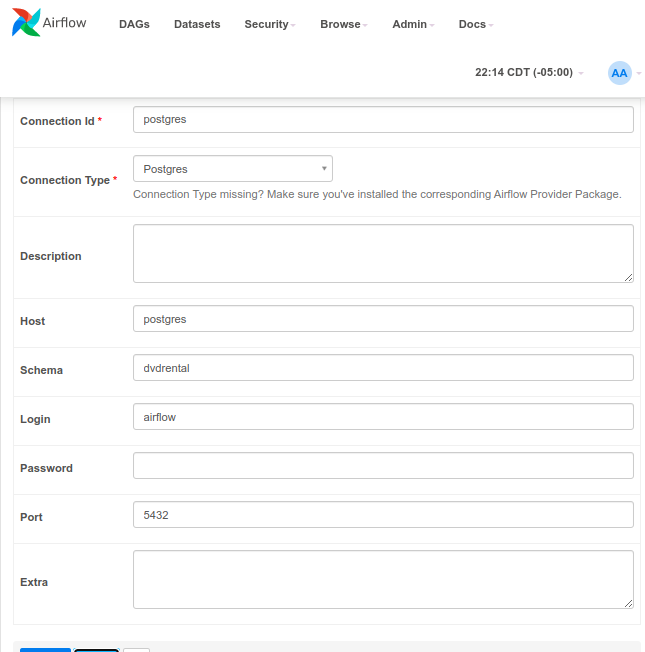 Airflow DAGs Datasets Security Browse Admin Docs
22:14 CDT (-05:00) AA
Connection Id * postgres
Connection Type * Postgres
Connection Type missing? Make sure you've installed the corresponding Airflow Provider Package.
Description
Host postgres
Schema dvdrental
Login airflow
Password
Port 5432
Extra